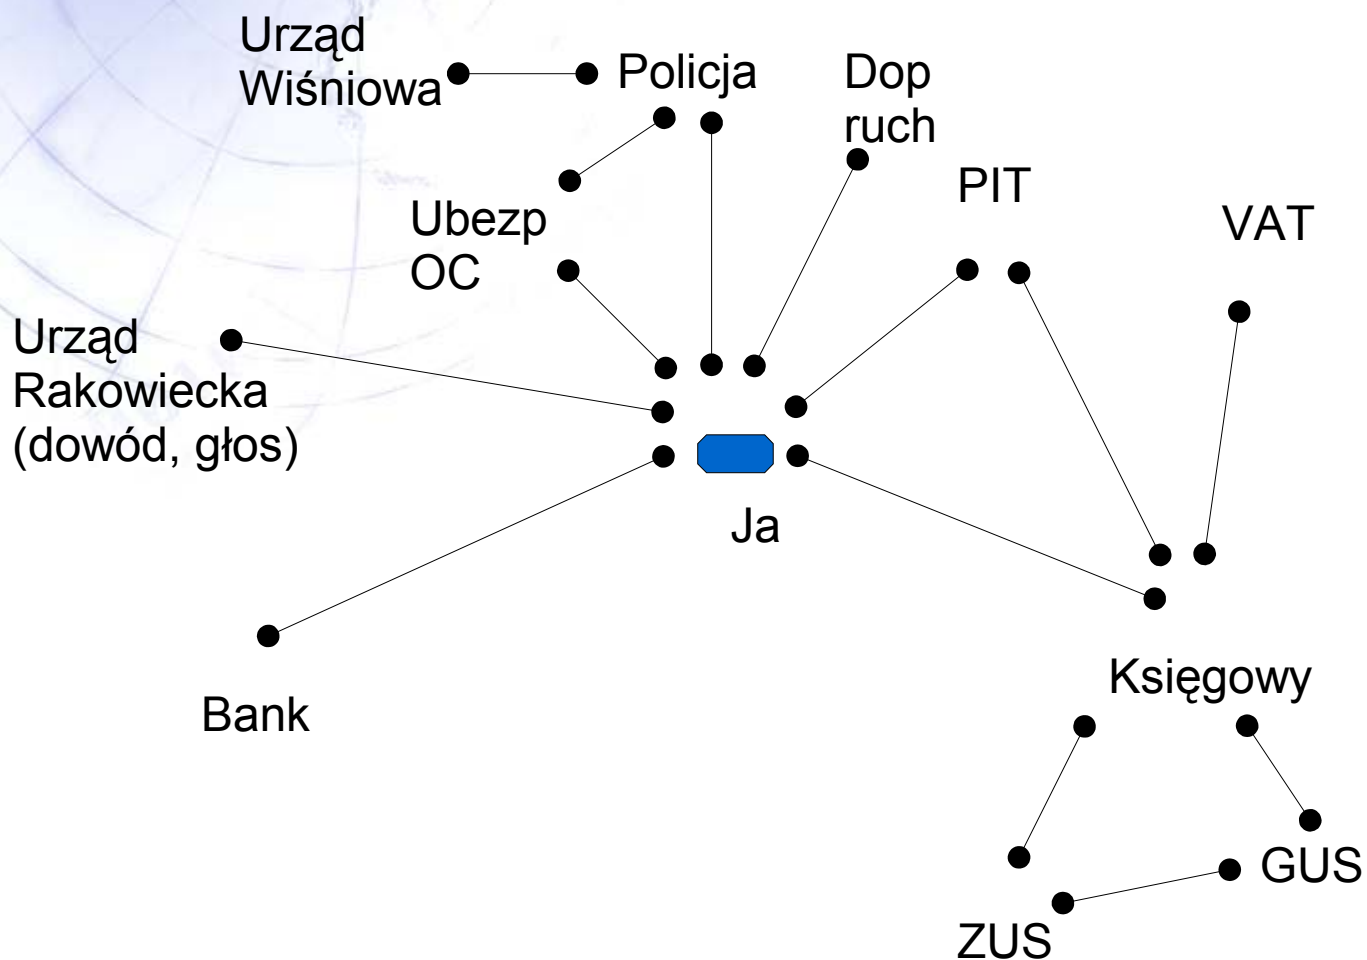 Urząd
Wiśniowa
Policja
Dop
ruch
PIT
VAT
Ubezp
OC
Urząd
Rakowiecka
(dowód, głos)
Ja
Księgowy
Bank
GUS
ZUS